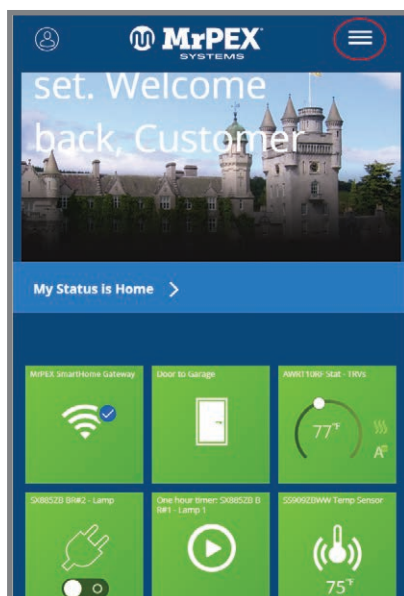 MrPEX
SYSTEMS
set. Welcome
back, Customer
My Status is Home
MrPEX SmartHome Gateway
Door to Garage
AWRT10RF Stat - TRVs
77°F
A
SX885ZB BR#2 - Lamp
One hour timer: SX885ZB B
R#1 - Lamp 1
SS909ZBWW Temp Sensor
75°F